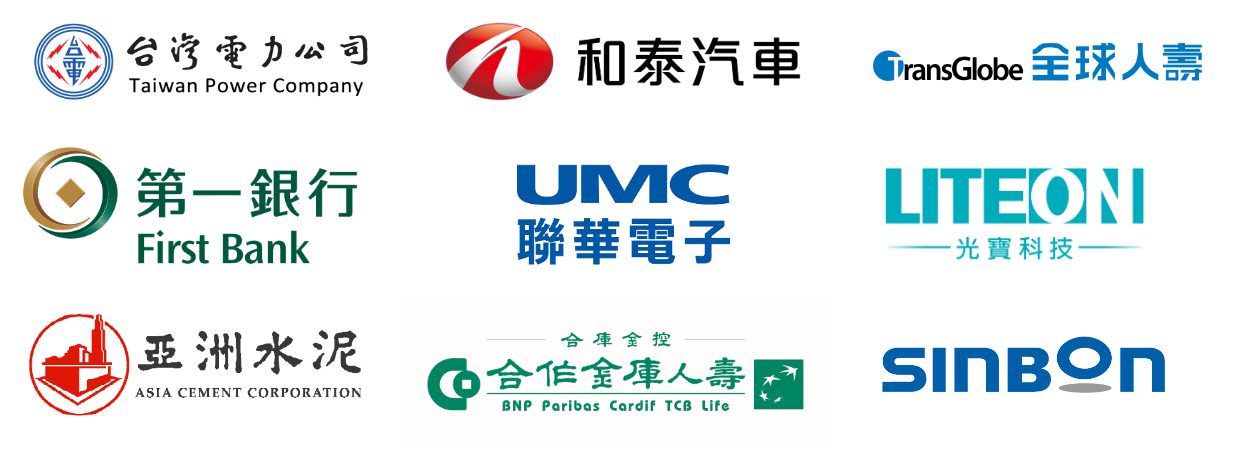 台灣電力公司
Taiwan Power Company
和泰汽車
TransGlobe 全球人壽
第一銀行
First Bank
UMC
聯華電子
LITEON
光寶科技
亞洲水泥
ASIA CEMENT CORPORATION
合庫金控
合作金庫人壽
BNP Paribas Cardif TCB Life
SINBON